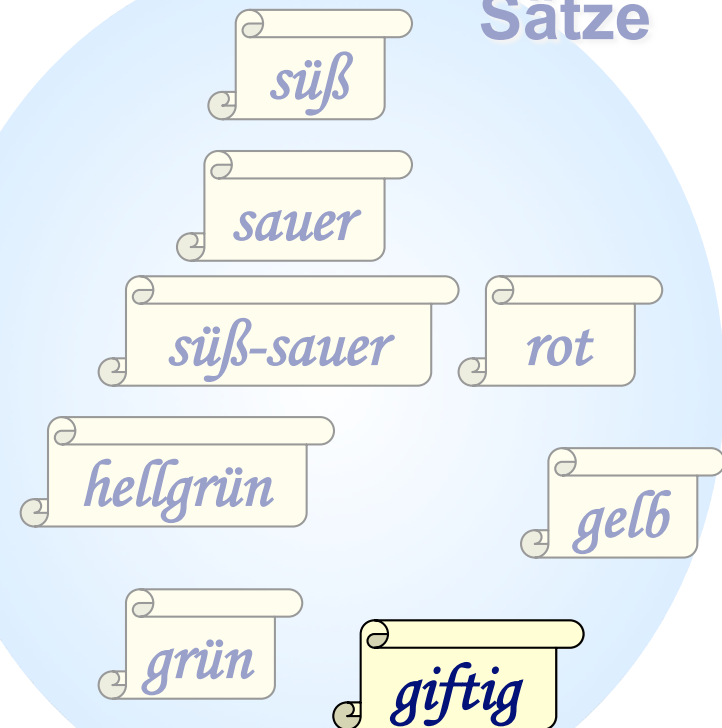 Sätze
süß
sauer
süß-sauer
rot
hellgrün
gelb
grün
giftig